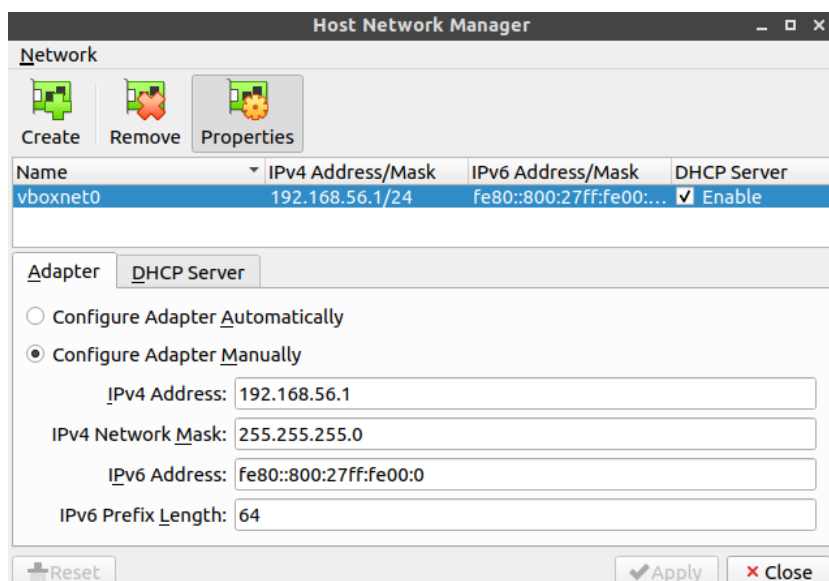 Host Network Manager
Network
Create Remove Properties
Name IPv4 Address/Mask IPv6 Address/Mask DHCP Server
vboxnet0 192.168.56.1/24 fe80::800:27ff:fe00:... Enable
Adapter DHCP Server
Configure Adapter Automatically
Configure Adapter Manually
IPv4 Address: 192.168.56.1
IPv4 Network Mask: 255.255.255.0
IPv6 Address: fe80::800:27ff:fe00:0
IPv6 Prefix Length: 64
Reset Apply Close